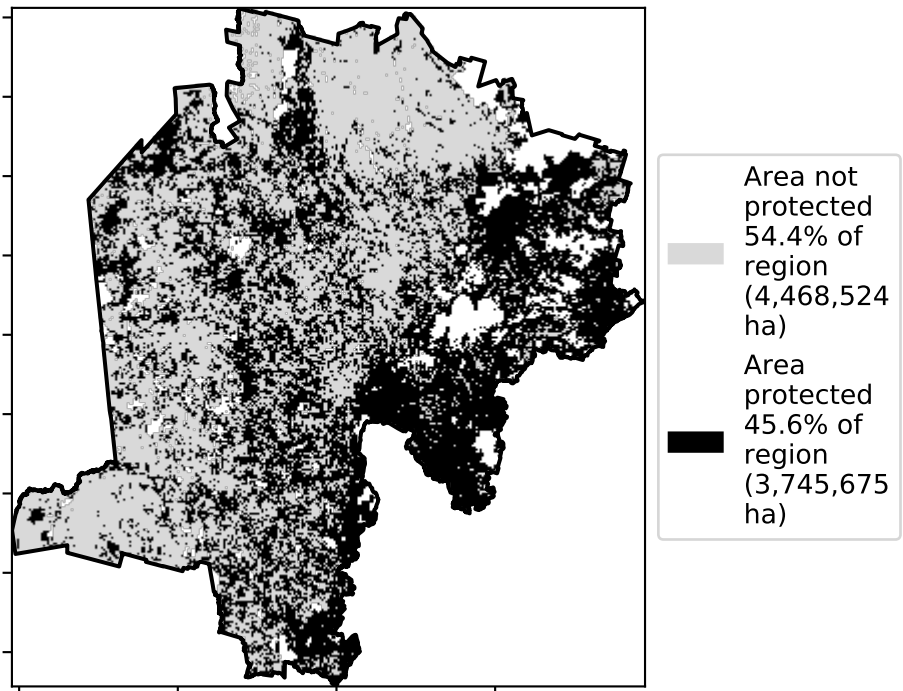 Area not
protected
54.4% of
region
(4,468,524
ha)
Area
protected
45.6% of
region
(3,745,675
ha)